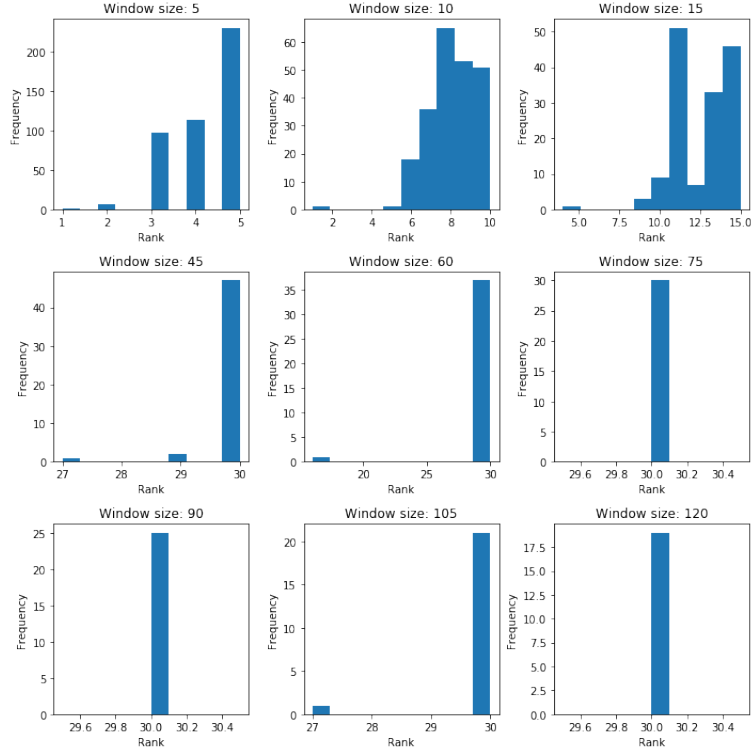 Window size: 5
Window size: 10
Window size: 15
200
150
100
50
0
Frequency
1 2 3 4 5
Rank
60
50
40
30
20
10
0
Frequency
2 4 6 8 10
Rank
50
40
30
20
10
0
Frequency
5.0 7.5 10.0 12.5 15.0
Rank
Window size: 45
Window size: 60
Window size: 75
40
30
20
10
0
Frequency
27 28 29 30
Rank
35
30
25
20
15
10
5
0
Frequency
20 25 30
Rank
30
25
20
15
10
5
0
Frequency
29.6 29.8 30.0 30.2 30.4
Rank
Window size: 90
Window size: 105
Window size: 120
25
20
15
10
5
0
Frequency
29.6 29.8 30.0 30.2 30.4
Rank
20
15
10
5
0
Frequency
27 28 29 30
Rank
17.5
15.0
12.5
10.0
7.5
5.0
2.5
0.0
Frequency
29.6 29.8 30.0 30.2 30.4
Rank